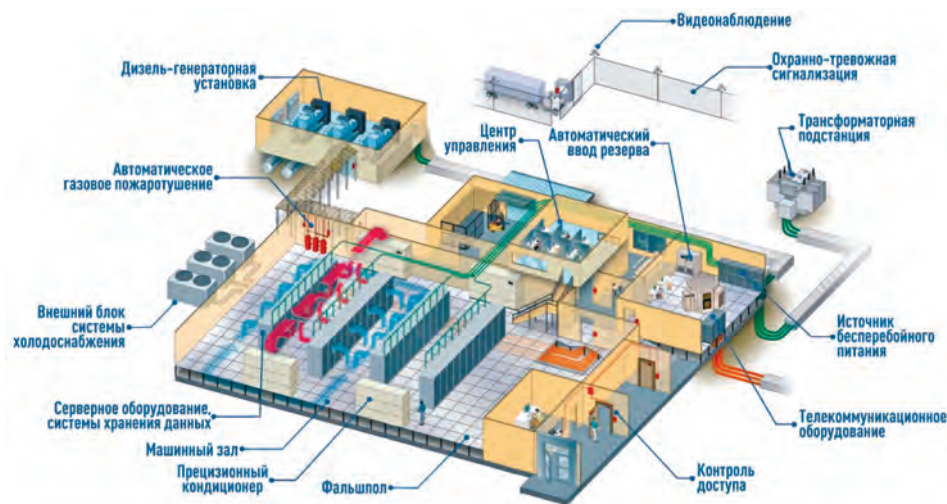 Видеонаблюдение
Дизель-генераторная
установка
Охранно-тревожная
сигнализация
Центр
управления
Автоматический
ввод резерва
Трансформаторная
подстанция
Автоматическое
газовое пожаротушение
Внешний блок
системы
холодоснабжения
Источник
бесперебойного
питания
Серверное оборудование,
системы хранения данных
Телекоммуникационное
оборудование
Машинный зал
Прецизионный
кондиционер
Фальшпол
Контроль
доступа